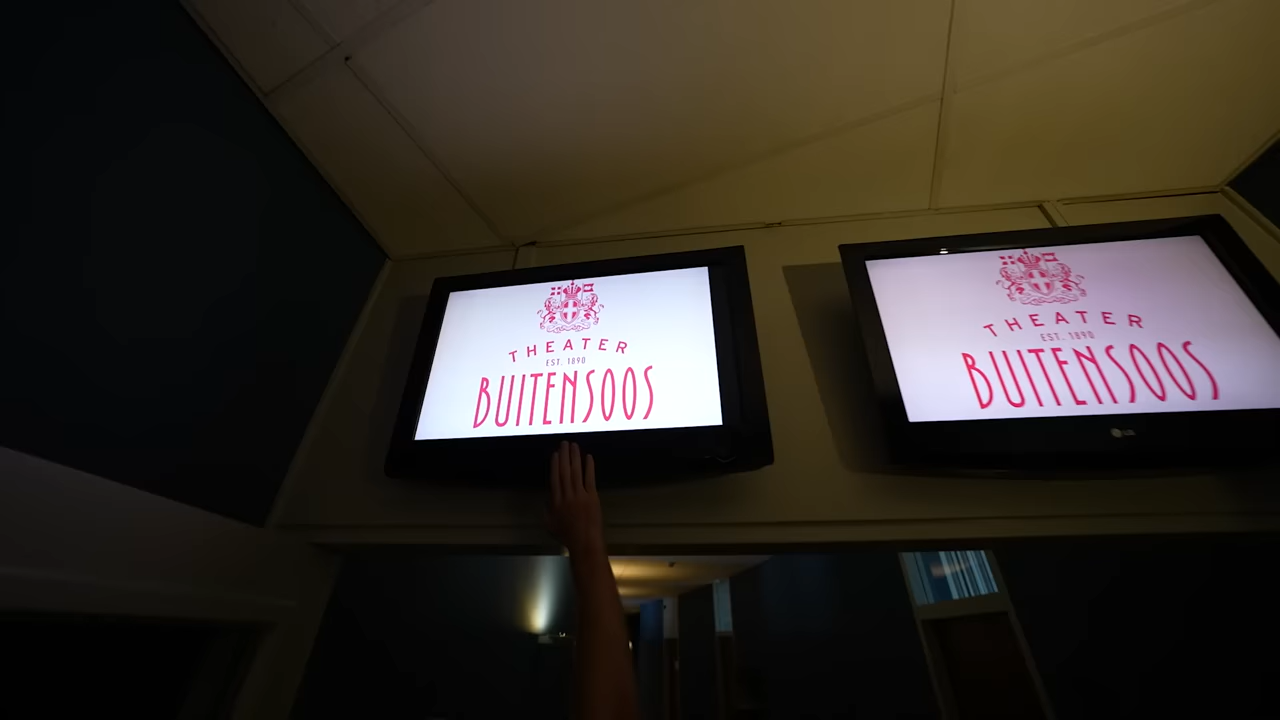 THEATER
EST. 1890
BUITENSOOS
THEATER
EST. 1890
BUITENSOOS
LG